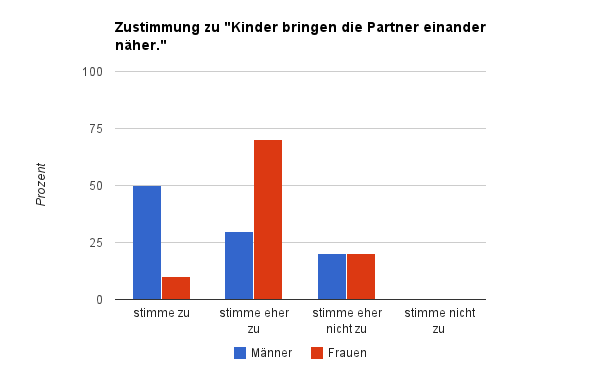 Zustimmung zu "Kinder bringen die Partner einander
näher."
Prozent
100
75
50
25
0
stimme zu
stimme eher
zu
stimme eher
nicht zu
stimme nicht
zu
Männer
Frauen